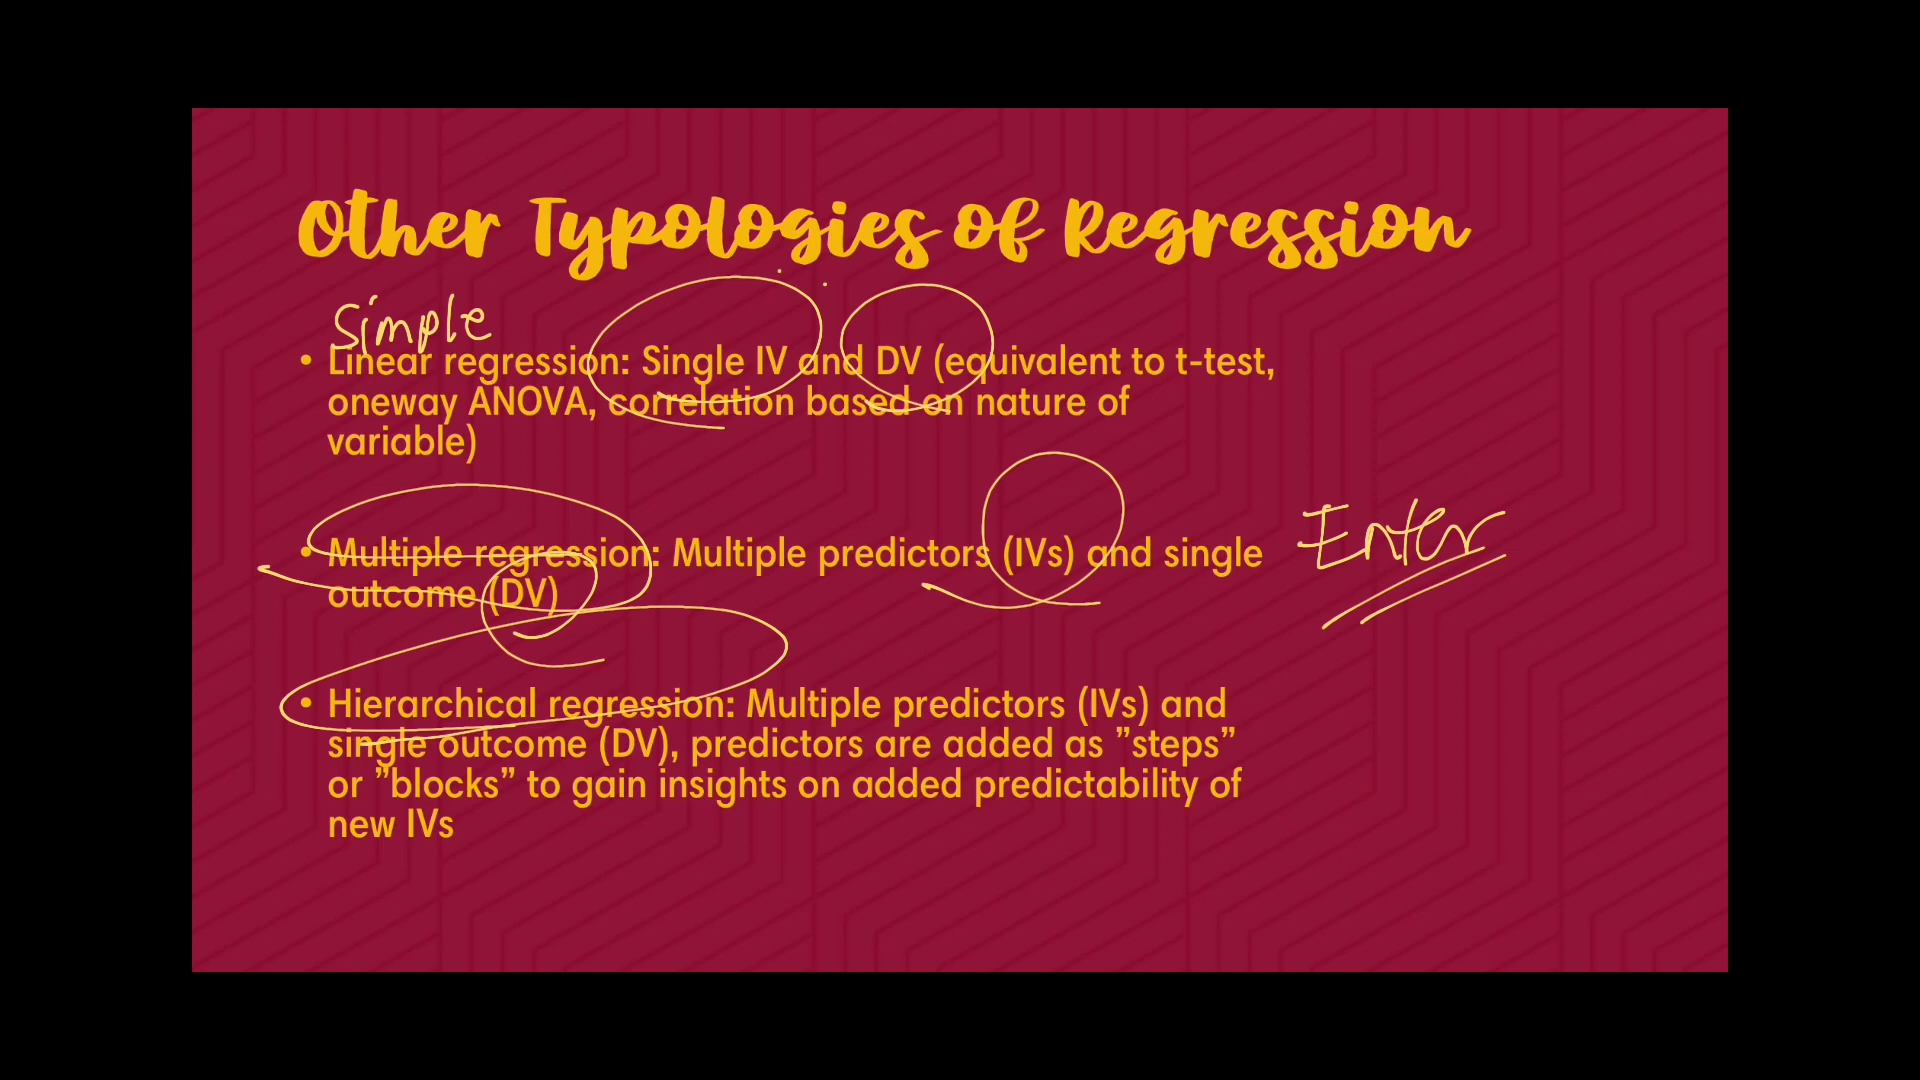 Other Typologies of Regression
Simple
• Linear regression: Single IV and DV (equivalent to t-test,
oneway ANOVA, correlation based on nature of
variable)
• Multiple regression: Multiple predictors (IVs) and single
outcome (DV)
Enter
• Hierarchical regression: Multiple predictors (IVs) and
single outcome (DV), predictors are added as ”steps”
or ”blocks” to gain insights on added predictability of
new IVs